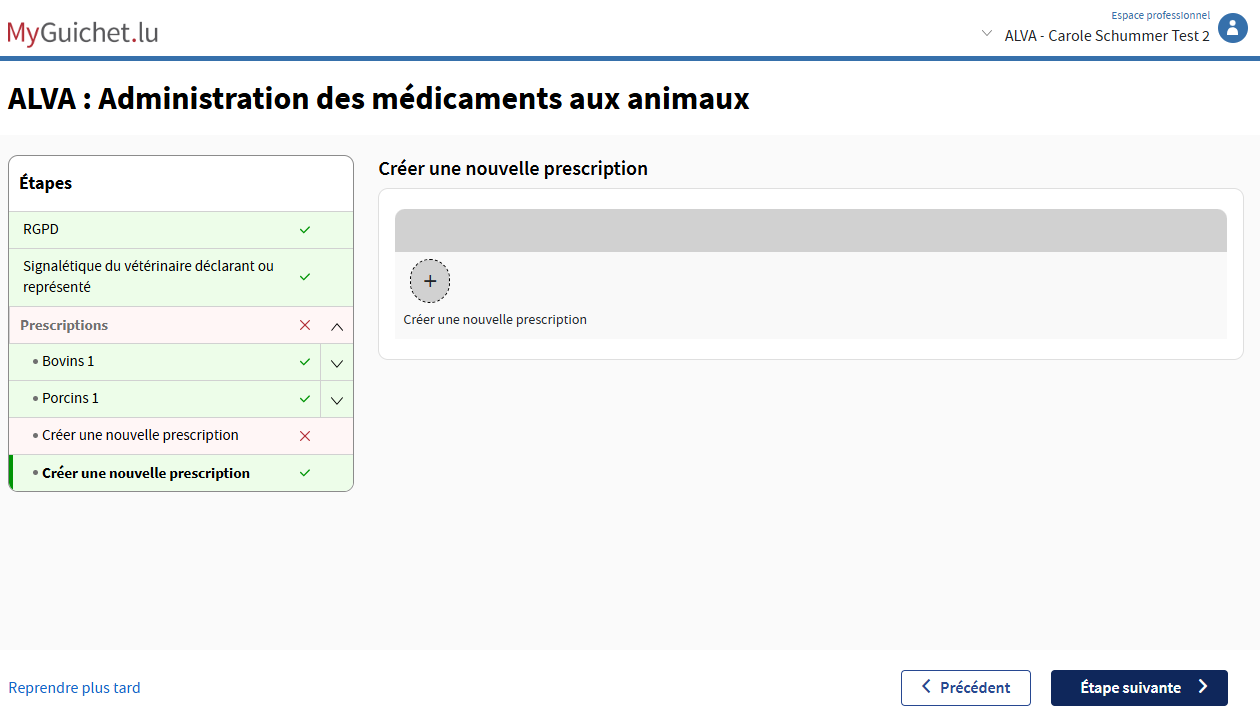 MyGuichet.lu
Espace professionnel
ALVA - Carole Schummer Test 2
ALVA : Administration des médicaments aux animaux
Étapes
RGPD
Signalétique du vétérinaire déclarant ou
représenté
Prescriptions
Bovins 1
Porcins 1
Créer une nouvelle prescription
Créer une nouvelle prescription
Créer une nouvelle prescription
Créer une nouvelle prescription
Reprendre plus tard
Précédent
Étape suivante